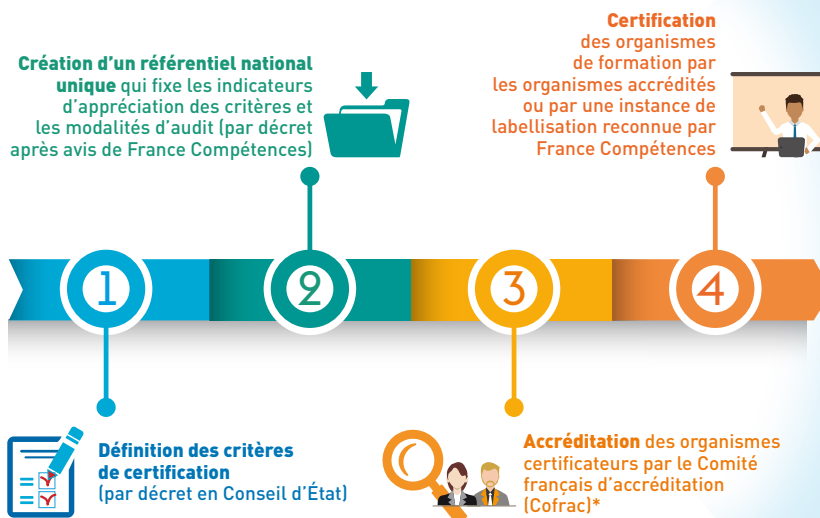 Création d'un référentiel national
unique qui fixe les indicateurs
d'appréciation des critères et
les modalités d'audit (par décret
après avis de France Compétences)
Certification
des organismes
de formation par
les organismes accrédités
ou par une instance de
labellisation reconnue par
France Compétences
1
2
3
4
Définition des critères
de certification
(par décret en Conseil d'État)
Accréditation des organismes
certificateurs par le Comité
français d'accréditation
(Cofrac)*